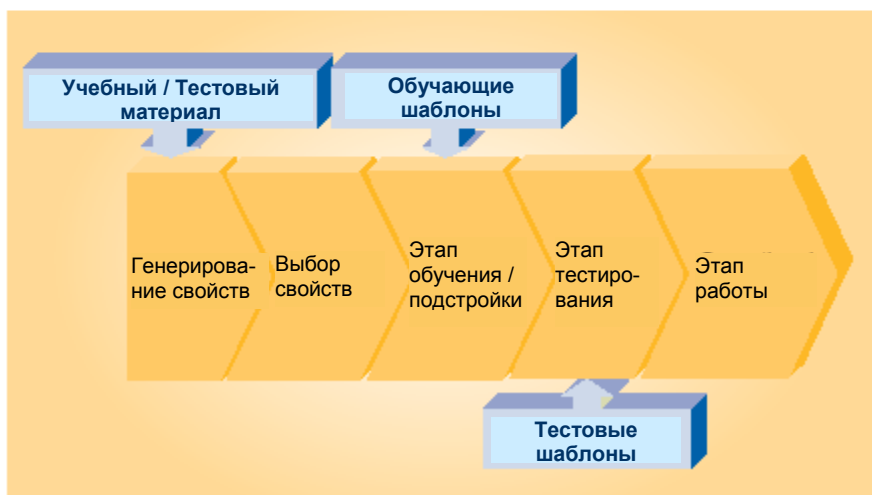 Учебный / Тестовый
материал
Обучающие
шаблоны
Генерирова-
ние свойств
Выбор
свойств
Этап
обучения /
подстройки
Этап
тестиро-
вания
Этап
работы
Тестовые
шаблоны